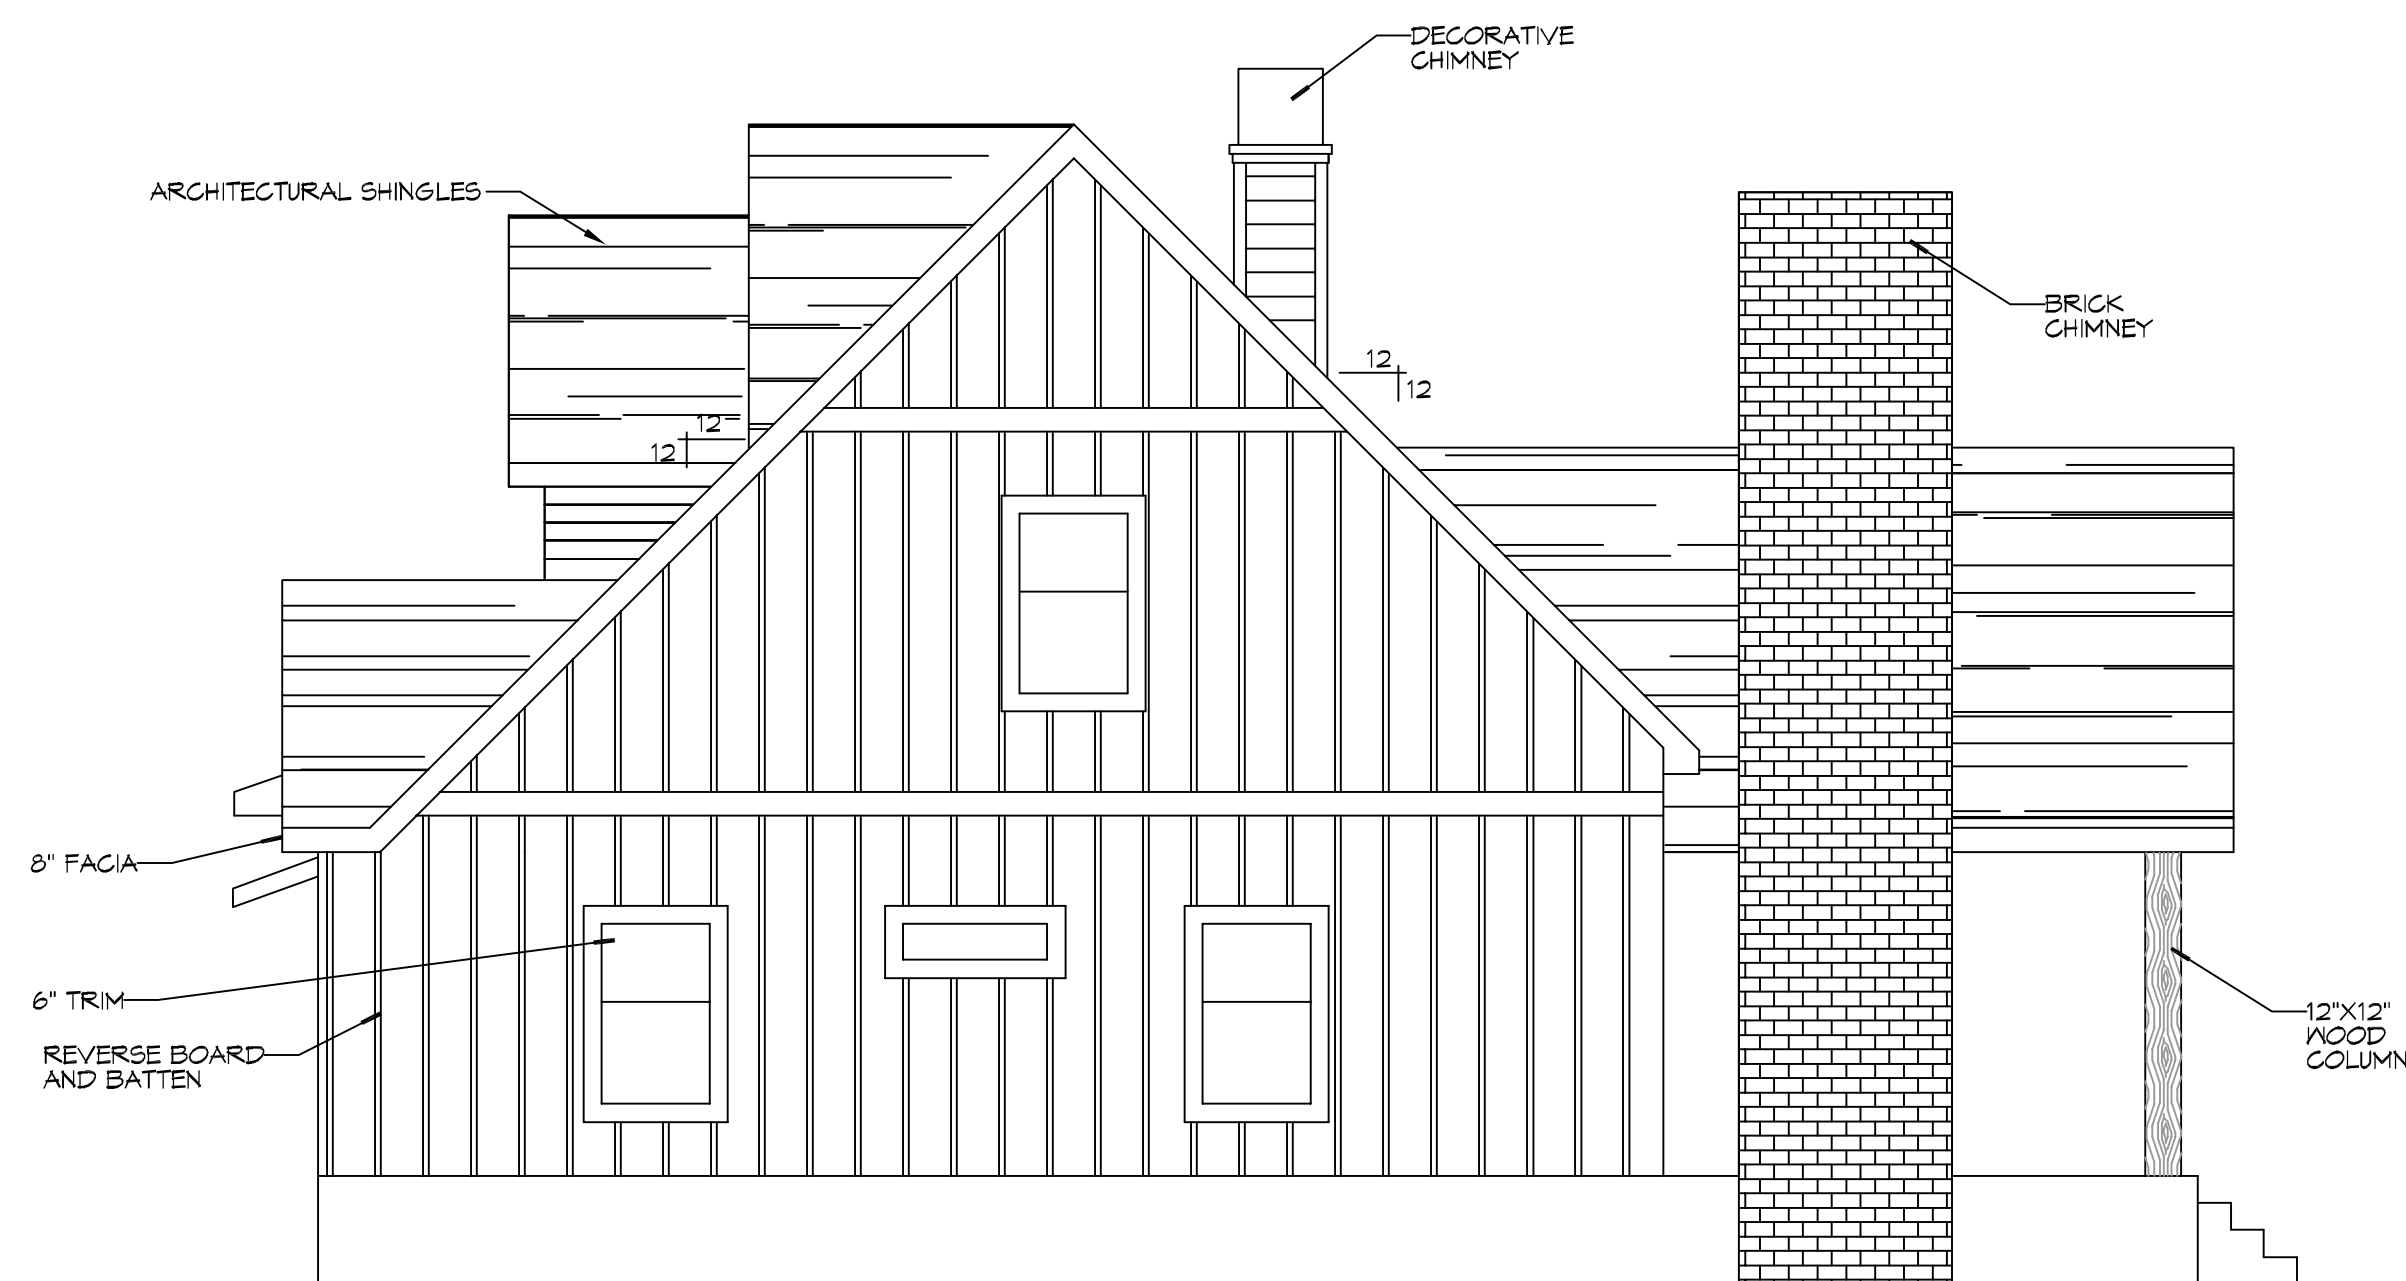 DECORATIVE
CHIMNEY
ARCHITECTURAL SHINGLES
BRICK
CHIMNEY
12
12
12
12
8" FACIA
6" TRIM
REVERSE BOARD
AND BATTEN
12"X12"
WOOD
COLUMN